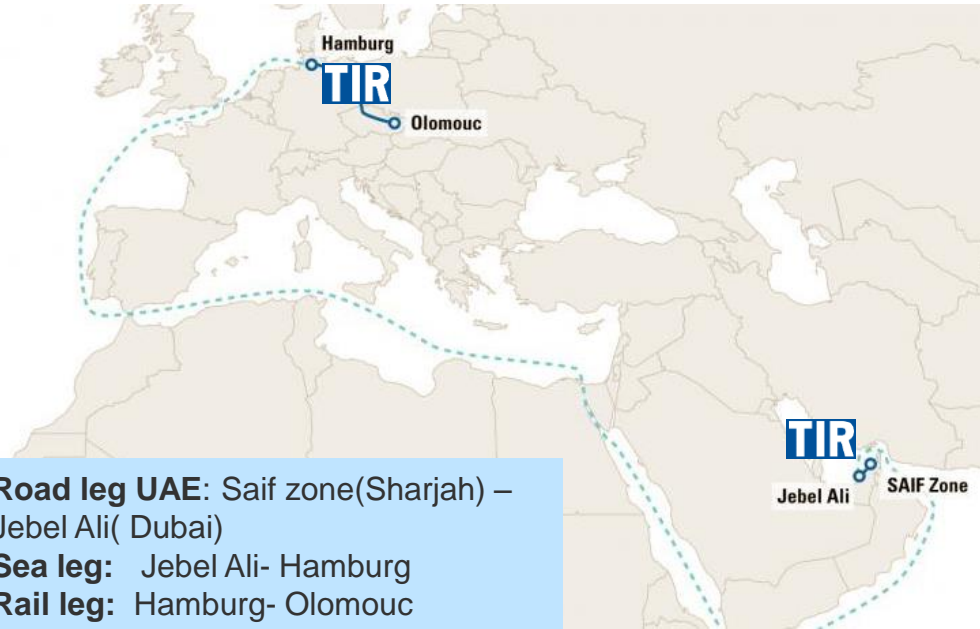 Hamburg
TIR
Olomouc
TIR
Jebel Ali
SAIF Zone
Road leg UAE: Saif zone(Sharjah) –
Jebel Ali( Dubai)
Sea leg: Jebel Ali- Hamburg
Rail leg: Hamburg- Olomouc